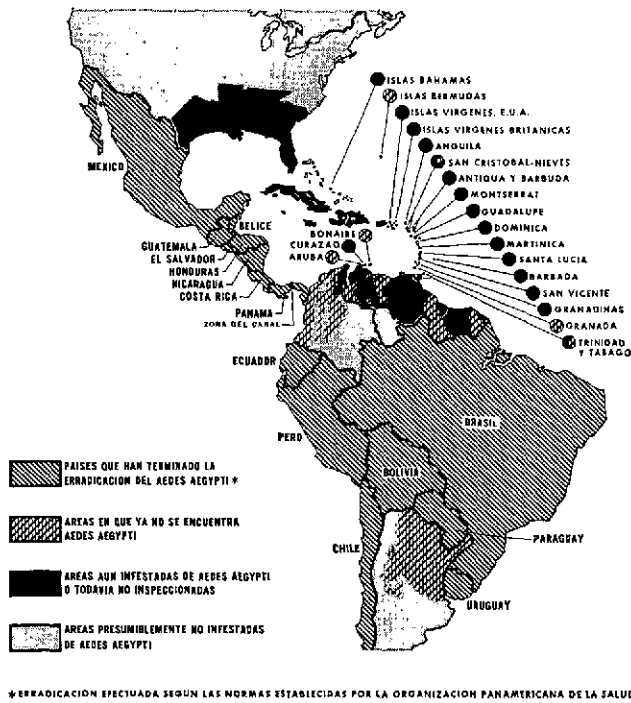 ISLAS BAHAMAS
ISLAS BERMUDAS
ISLAS VIRGENES, E.U.A.
ISLAS VIRGENES BRITANICAS
ANGUILA
SAN CRISTOBAL-NIEVES
ANTIQUA Y BARBUDA
MONTSERRAT
GUADALUPE
DOMINICA
MARTINICA
SANTA LUCIA
BARBADA
SAN VICENTE
GRANADINAS
GRANADA
TRINIDAD
Y TABAGO
MEXICO
BELICE
BONAIRE
CURAZAO
ARUBA
GUATEMALA
EL SALVADOR
HONDURAS
NICARAGUA
COSTA RICA
PANAMA
ZONA DEL CANAL
ECUADOR
PERO
BRASIL
BOLIVIA
CHILE
PARAGUAY
URUGUAY
PAISES QUE HAN TERMINADO LA
ERRADICACION DEL AEDES AEGYPTI *
AREAS EN QUE YA NO SE ENCUENTRA
AEDES AEGYPTI
AREAS AUN INFESTADAS DE AEDES AEGYPTI
O TODAVIA NO INSPECCIONADAS
AREAS PRESUMIBLEMENTE NO INFESTADAS
DE AEDES AEGYPTI
* ERRADICACION EFECTUADA SEGUN LAS NORMAS ESTABLECIDAS POR LA ORGANIZACION PANAMERICANA DE LA SALUD